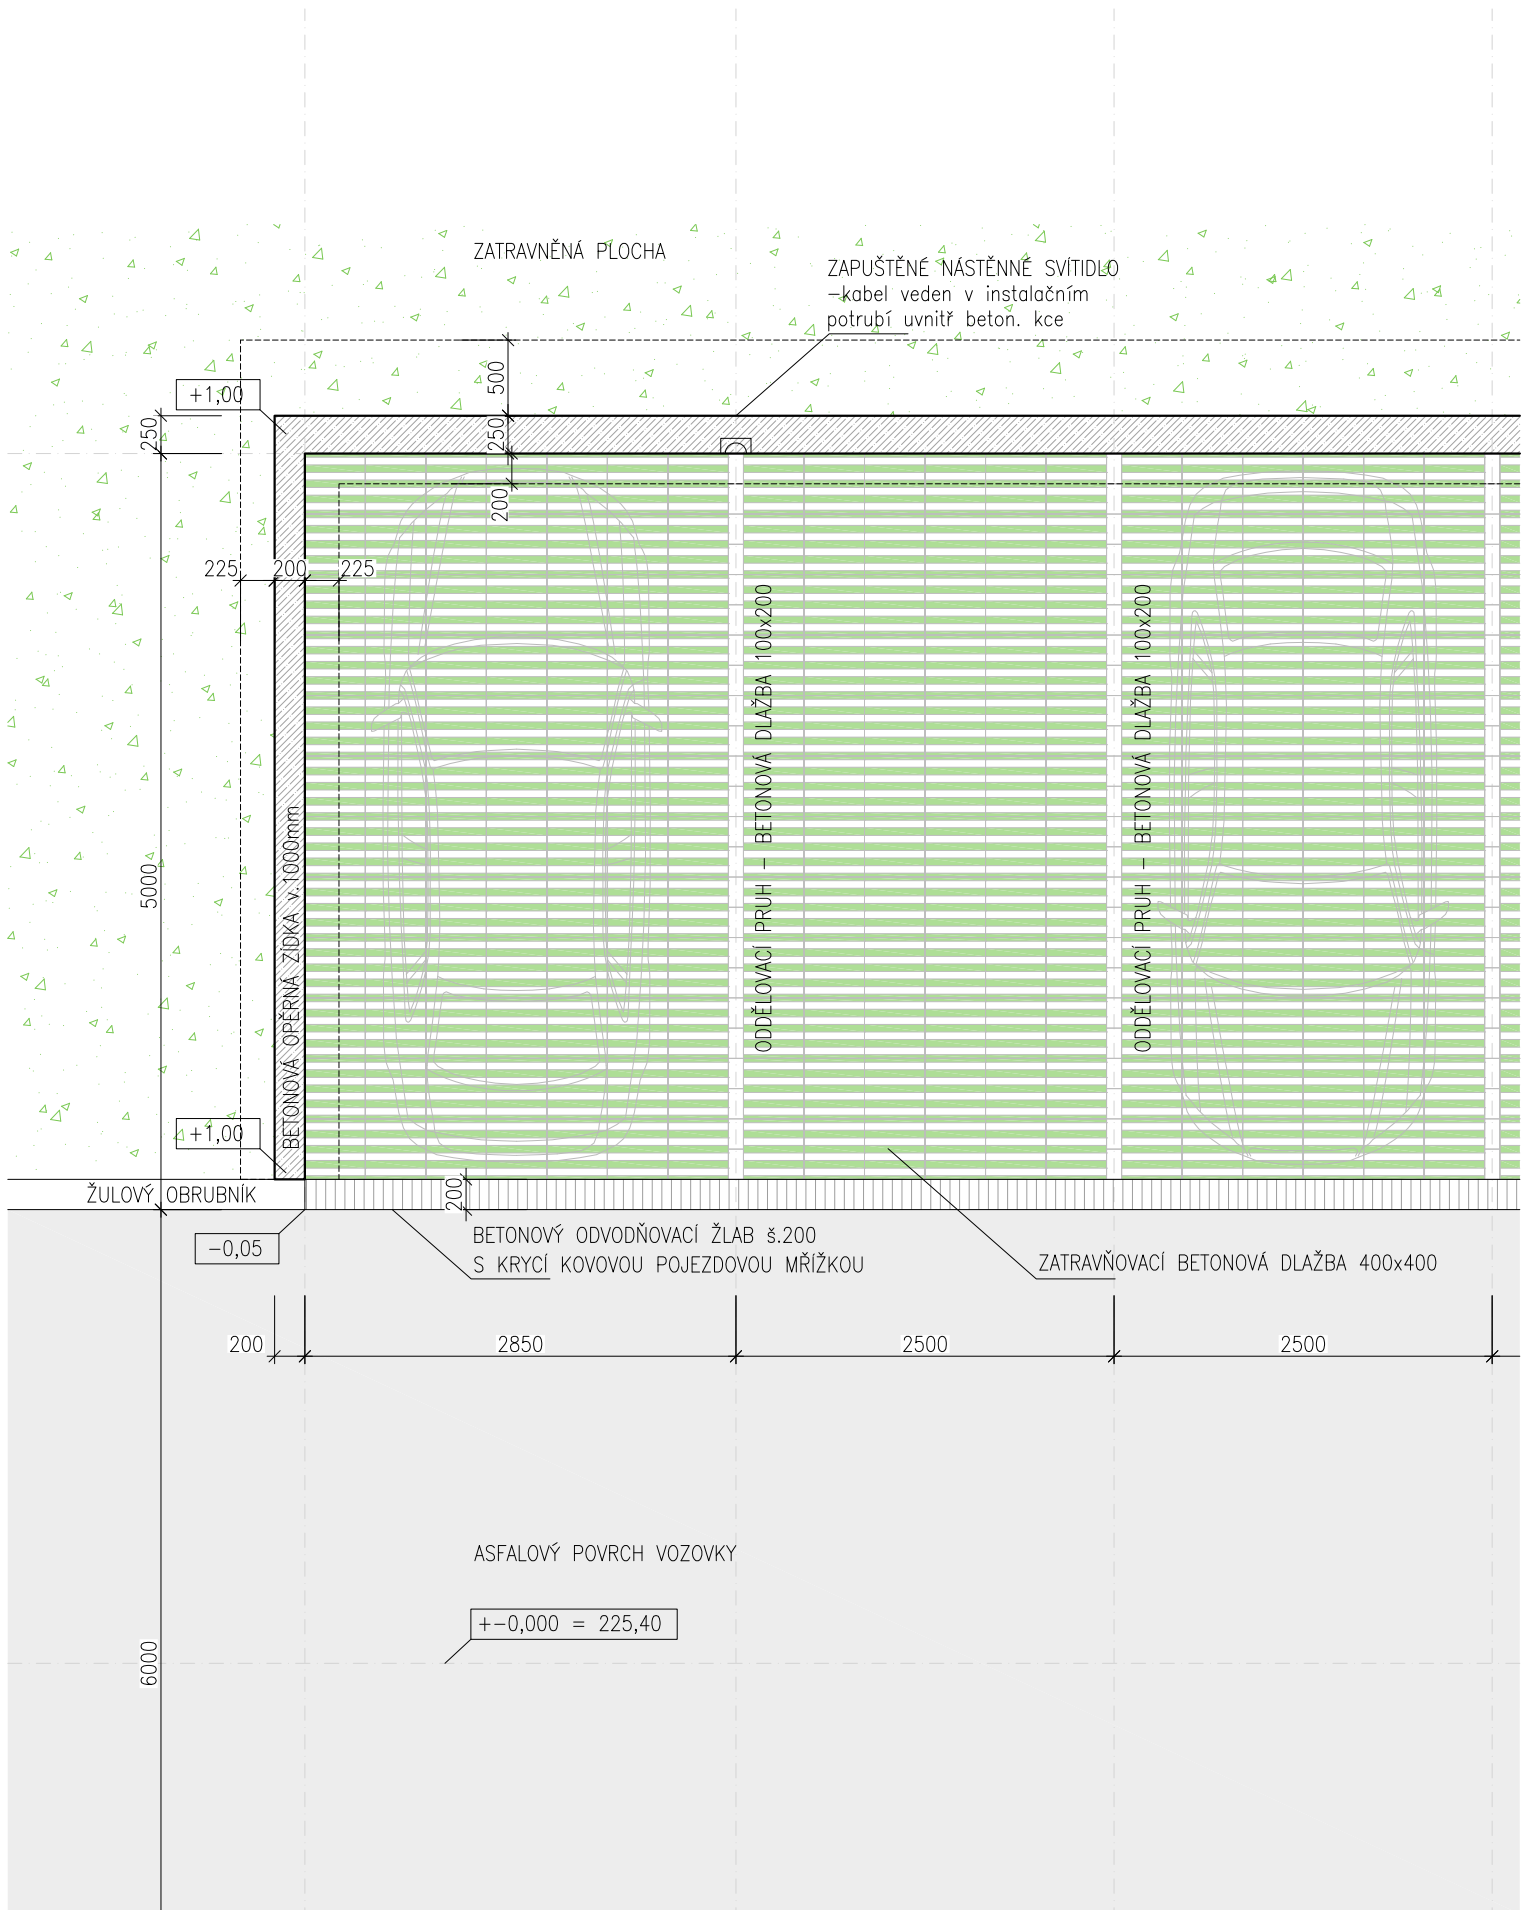 ZATRAVNĚNÁ PLOCHA
ZAPUŠTĚNÉ NÁSTĚNNÉ SVÍTIDLO
-kabel veden v instalačním
potrubí uvnitř beton. kce
500
+1,00
250
250
200
225
200
225
ODDĚLOVACÍ PRUH - BETONOVÁ DLAŽBA 100x200
ODDĚLOVACÍ PRUH - BETONOVÁ DLAŽBA 100x200
BETONOVÁ OPĚRNÁ ZÍDKA v.1000mm
5000
+1,00
ŽULOVÝ OBRUBNÍK
200
-0,05
BETONOVÝ ODVODŇOVACÍ ŽLAB š.200
S KRYCÍ KOVOVOU POJEZDOVOU MŘÍŽKOU
ZATRAVŇOVACÍ BETONOVÁ DLAŽBA 400x400
200
2850
2500
2500
ASFALOVÝ POVRCH VOZOVKY
+-0,000 = 225,40
6000